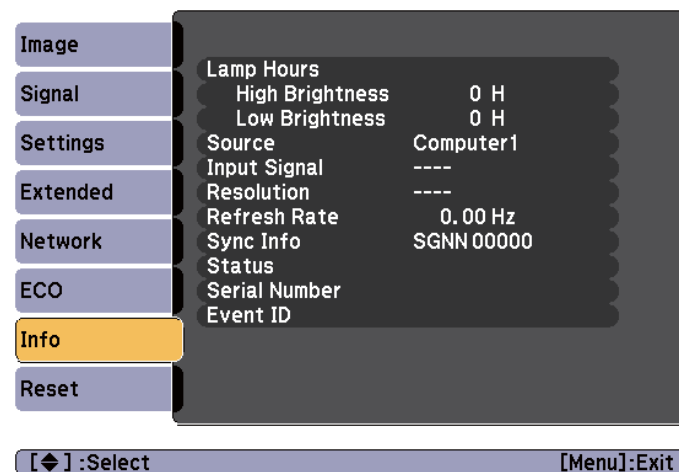 Image
Signal
Settings
Extended
Network
ECO
Info
Reset
Lamp Hours
High Brightness 0 H
Low Brightness 0 H
Source Computer1
Input Signal ----
Resolution ----
Refresh Rate 0.00 Hz
Sync Info SGNN 00000
Status
Serial Number
Event ID
[◆] :Select [Menu]:Exit